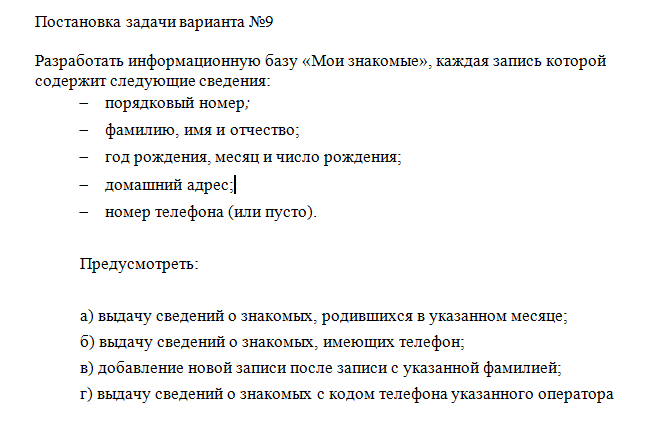 Постановка задачи варианта №9
Разработать информационную базу «Мои знакомые», каждая запись которой
содержит следующие сведения:
– порядковый номер;
– фамилию, имя и отчество;
– год рождения, месяц и число рождения;
– домашний адрес;
– номер телефона (или пусто).
Предусмотреть:
а) выдачу сведений о знакомых, родившихся в указанном месяце;
б) выдачу сведений о знакомых, имеющих телефон;
в) добавление новой записи после записи с указанной фамилией;
г) выдачу сведений о знакомых с кодом телефона указанного оператора